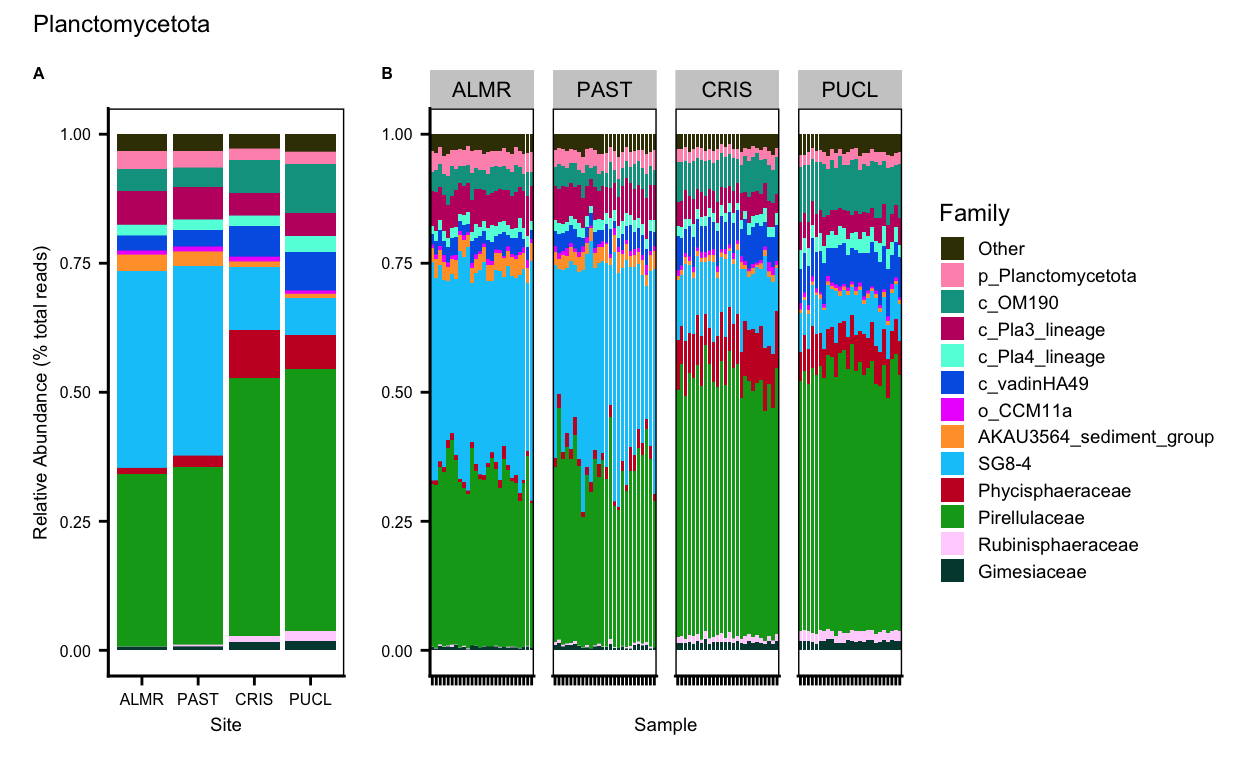 Planctomycetota
A
B
ALMR
PAST
CRIS
PUCL
1.00
0.75
0.50
0.25
0.00
Relative Abundance (% total reads)
ALMR
PAST
CRIS
PUCL
Site
1.00
0.75
0.50
0.25
0.00
Sample
Family
Other
p_Planctomycetota
c_OM190
c_Pla3_lineage
c_Pla4_lineage
c_vadinHA49
o_CCM11a
AKAU3564_sediment_group
SG8-4
Phycisphaeraceae
Pirellulaceae
Rubinisphaeraceae
Gimesiaceae